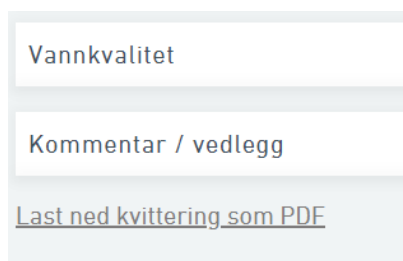 Vannkvalitet
Kommentar / vedlegg
Last ned kvittering som PDF